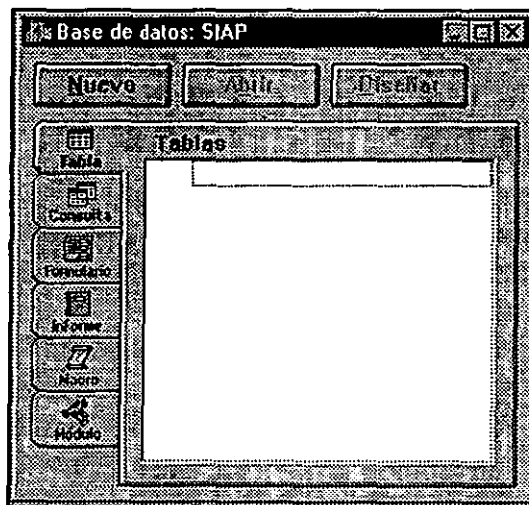 Base de datos: SIAP
Nuevo Abrir Diseñar
Tablas
Tabla
Consulta
Formulario
Informe
Macro
Módulo